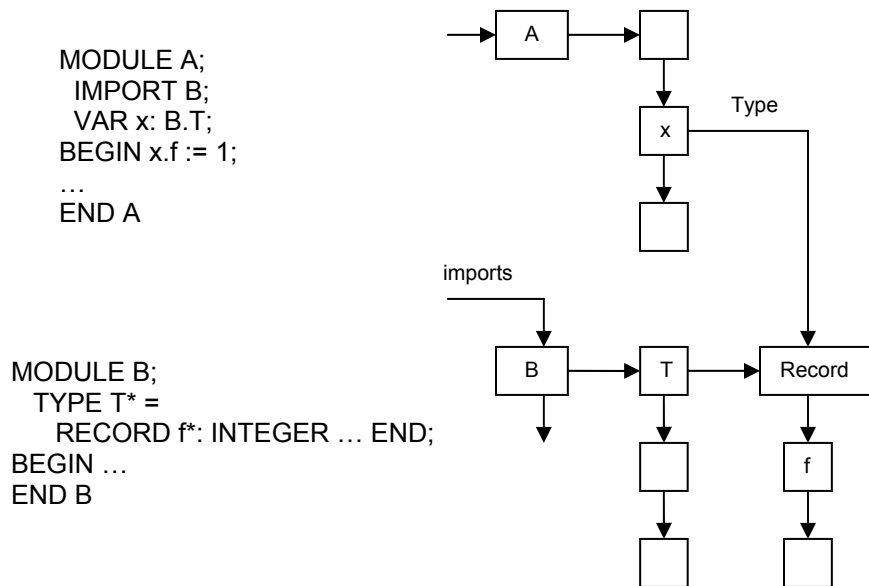 MODULE A;
IMPORT B;
VAR x: B.T;
BEGIN x.f := 1;
…
END A
A
x
Type
imports
MODULE B;
TYPE T* =
RECORD f*: INTEGER … END;
BEGIN …
END B
B
T
Record
f